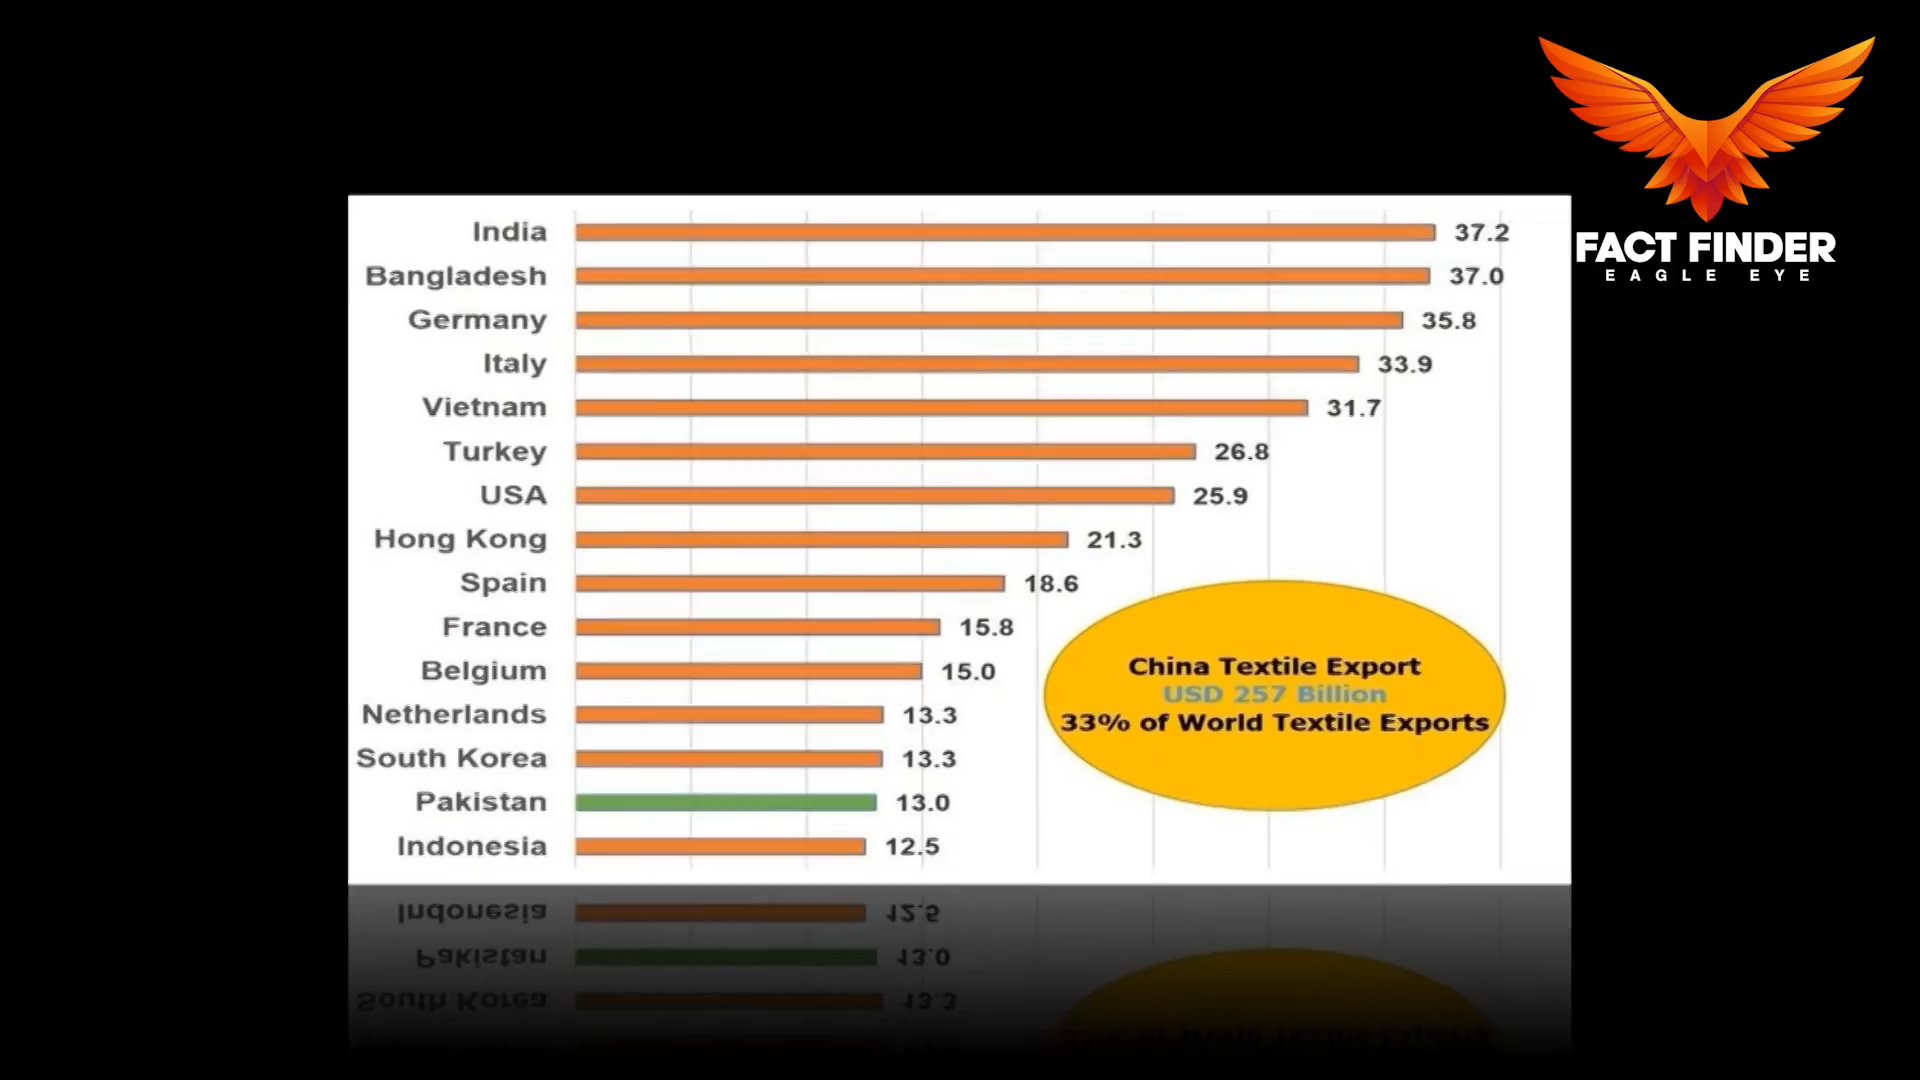 FACT FINDER
EAGLE EYE
India 37.2
Bangladesh 37.0
Germany 35.8
Italy 33.9
Vietnam 31.7
Turkey 26.8
USA 25.9
Hong Kong 21.3
Spain 18.6
France 15.8
Belgium 15.0
Netherlands 13.3
South Korea 13.3
Pakistan 13.0
Indonesia 12.5
China Textile Export
USD 257 Billion
33% of World Textile Exports